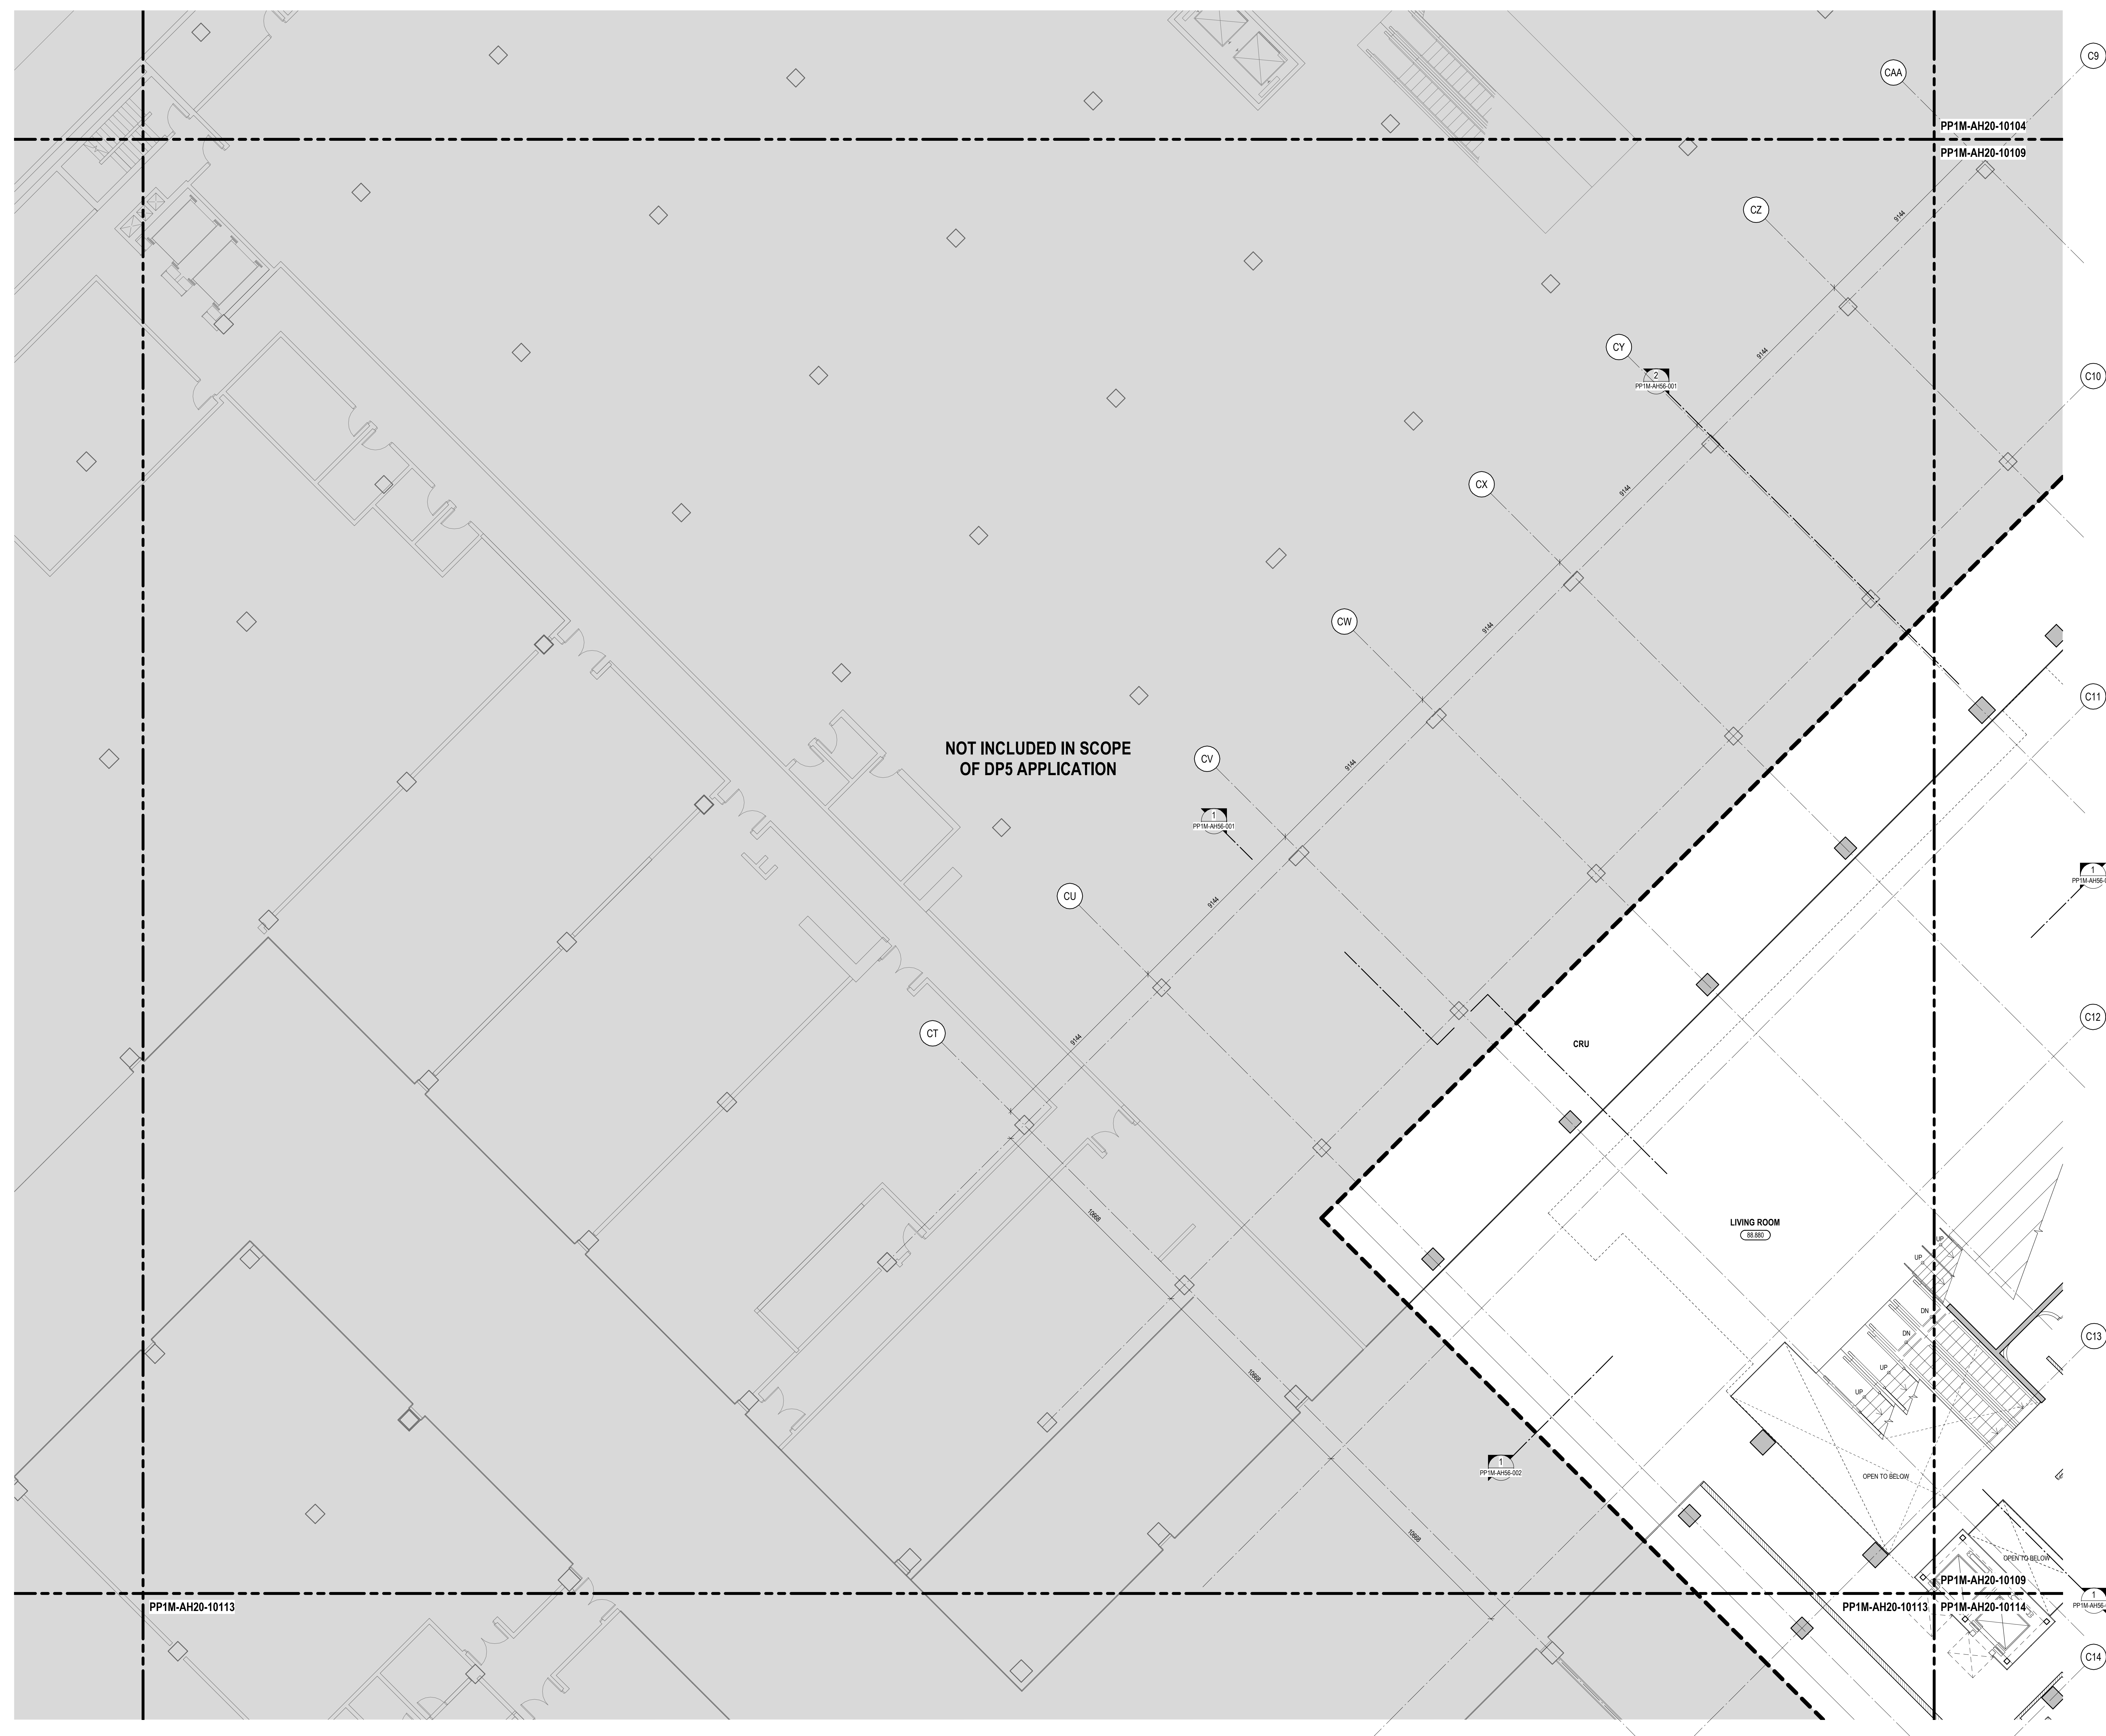 C9
CAA
PP1M-AH20-10104
PP1M-AH20-10109
CZ
9144
CY
9144
2
PP1M-AH56-001
C10
CX
9144
CW
9144
C11
NOT INCLUDED IN SCOPE
OF DP5 APPLICATION
CV
9144
1
PP1M-AH56-001
1
CU
9144
C12
CT
9144
CRU
10668
LIVING ROOM
88.880
UP
UP
DN
DN
UP
UP
C13
10668
1
PP1M-AH56-002
OPEN TO BELOW
10668
OPEN TO BELOW
PP1M-AH20-10109
1
PP1M-AH20-10113
PP1M-AH20-10113
PP1M-AH20-10114
C14